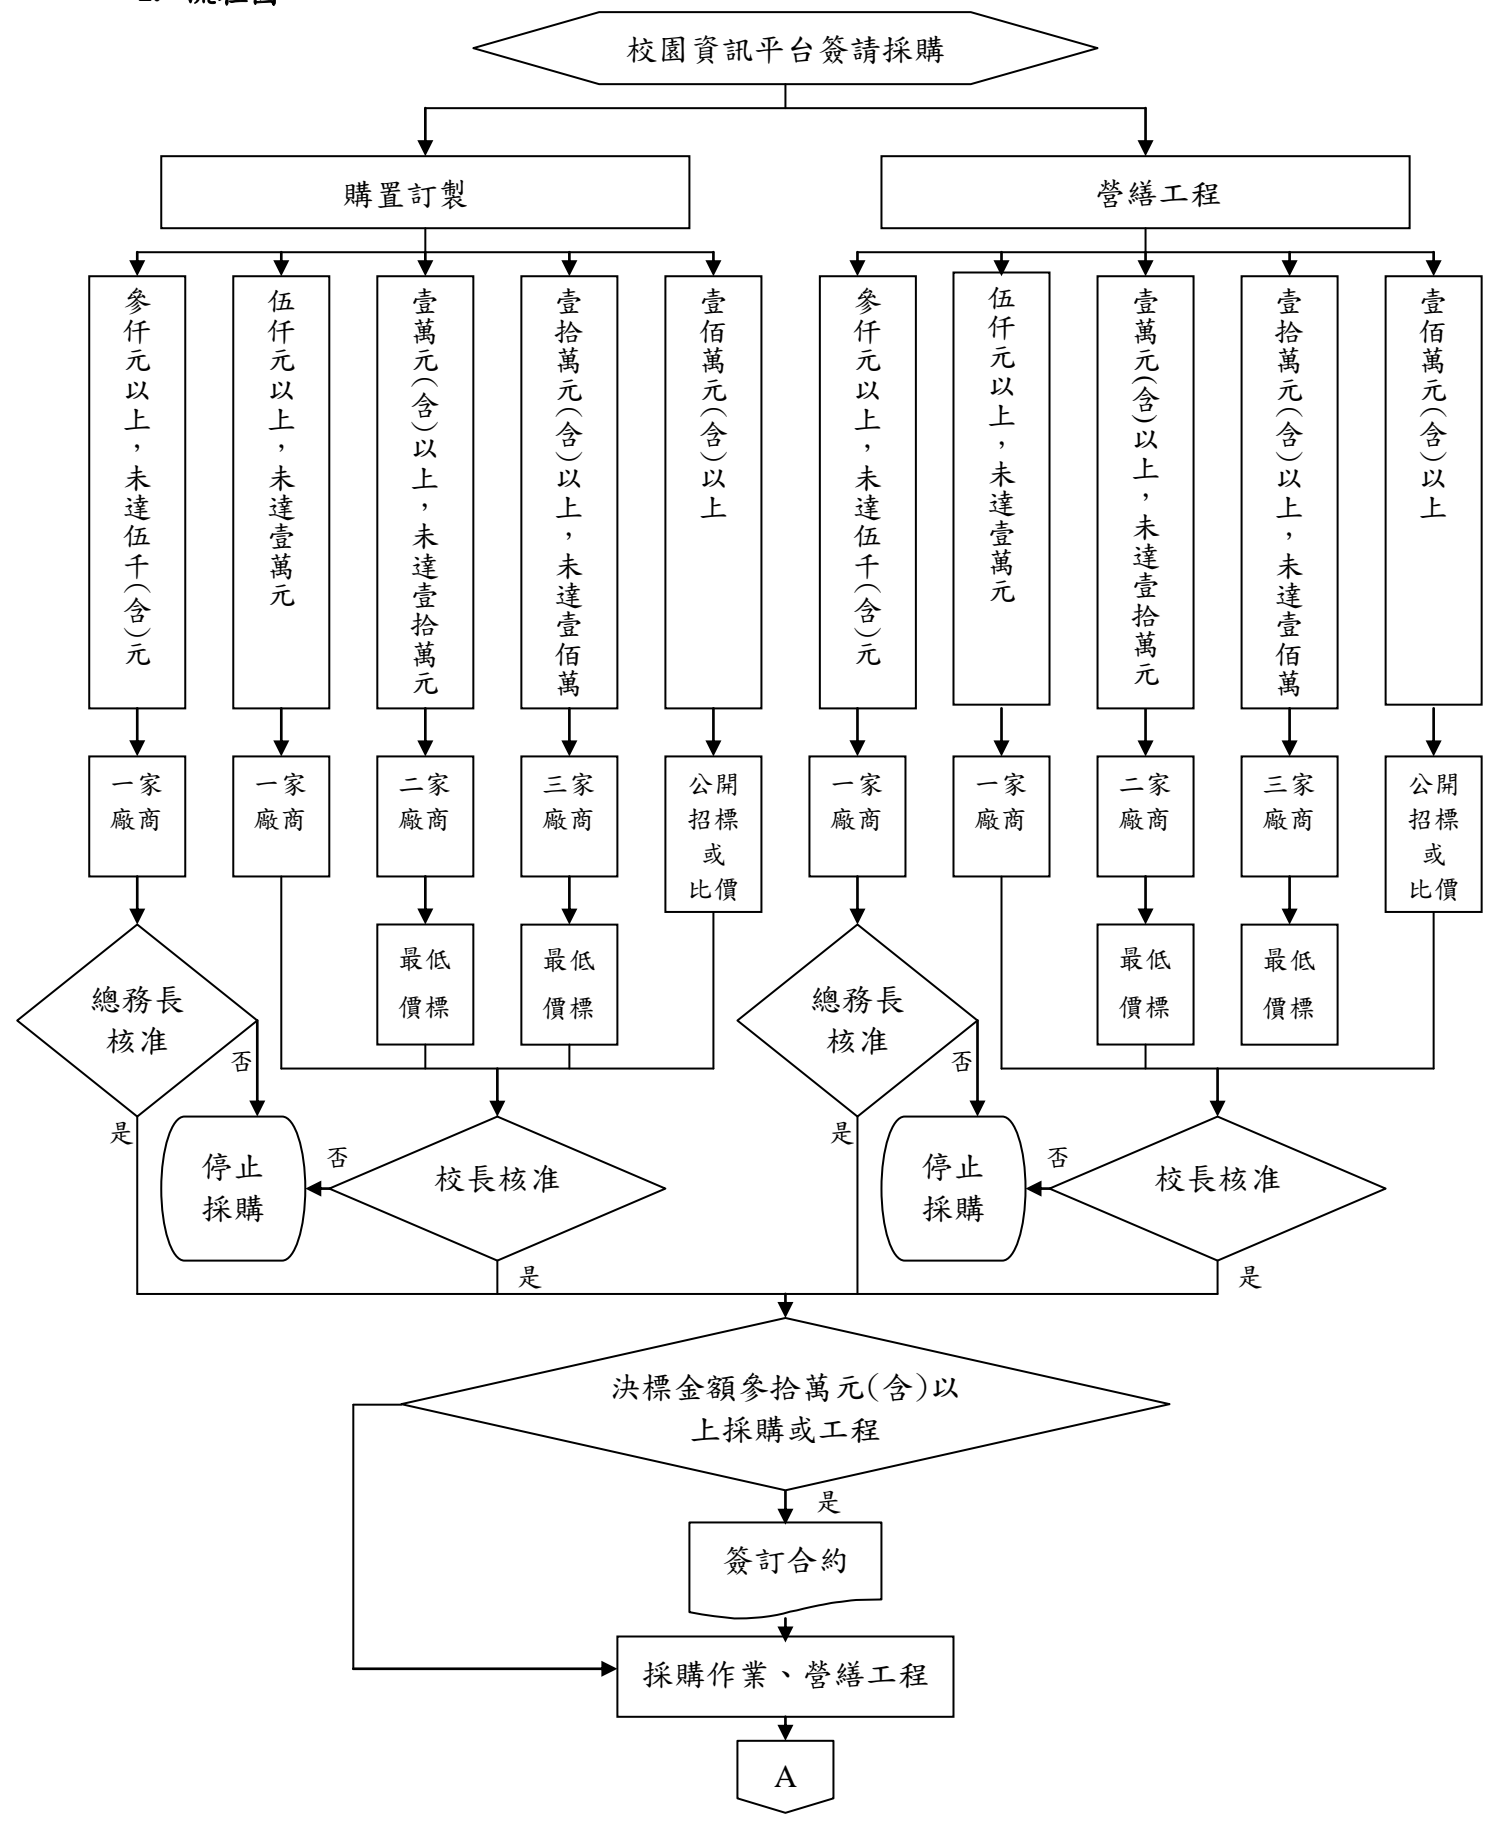 2. 流程圖
校園資訊平台簽請採購
購置訂製
營繕工程
參仟元以上，未達伍千(含)元
伍仟元以上，未達壹萬元
壹萬元(含)以上，未達壹拾萬元
壹拾萬元(含)以上，未達壹佰萬
壹佰萬元(含)以上
參仟元以上，未達伍千(含)元
伍仟元以上，未達壹萬元
壹萬元(含)以上，未達壹拾萬元
壹拾萬元(含)以上，未達壹佰萬
壹佰萬元(含)以上
一家
廠商
一家
廠商
二家
廠商
三家
廠商
公開
招標
或
比價
一家
廠商
一家
廠商
二家
廠商
三家
廠商
公開
招標
或
比價
最低
價標
最低
價標
最低
價標
最低
價標
總務長
核准
否
是
總務長
核准
否
是
停止
採購
否
校長核准
是
停止
採購
否
校長核准
是
決標金額參拾萬元(含)以
上採購或工程
是
簽訂合約
採購作業、營繕工程
A